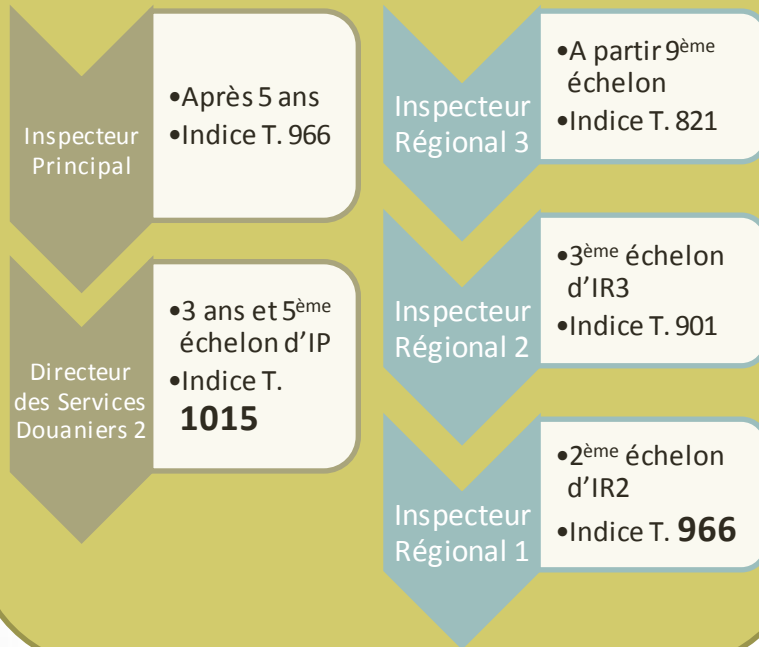 Inspecteur
Principal
•Après 5 ans
•Indice T. 966
Directeur
des Services
Douaniers 2
•3 ans et 5ème
échelon d’IP
•Indice T.
1015
Inspecteur
Régional 3
•A partir 9ème
échelon
•Indice T. 821
Inspecteur
Régional 2
•3ème échelon
d’IR3
•Indice T. 901
Inspecteur
Régional 1
•2ème échelon
d’IR2
•Indice T. 966